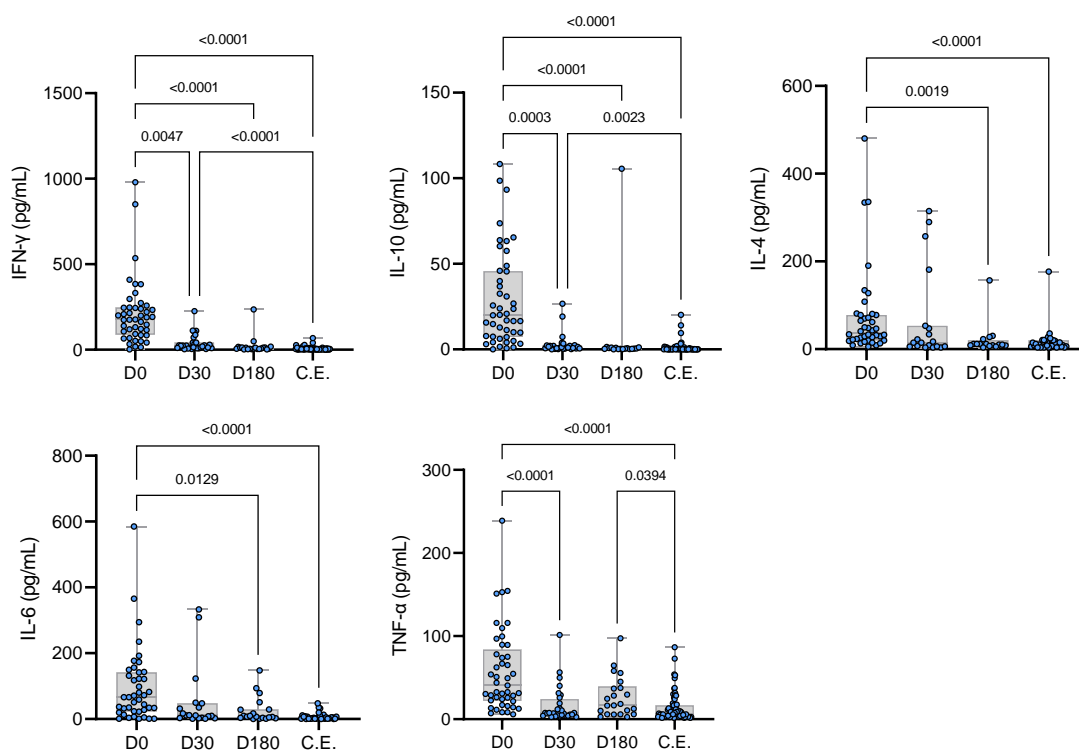 <0.0001
<0.0001
0.0047
<0.0001
1500
1000
500
0
IFN-γ (pg/mL)
D0
D30
D180
C.E.
<0.0001
<0.0001
0.0003
0.0023
150
100
50
0
IL-10 (pg/mL)
D0
D30
D180
C.E.
<0.0001
0.0019
600
400
200
0
IL-4 (pg/mL)
D0
D30
D180
C.E.
<0.0001
0.0129
800
600
400
200
0
IL-6 (pg/mL)
D0
D30
D180
C.E.
<0.0001
<0.0001
0.0394
300
200
100
0
TNF-α (pg/mL)
D0
D30
D180
C.E.